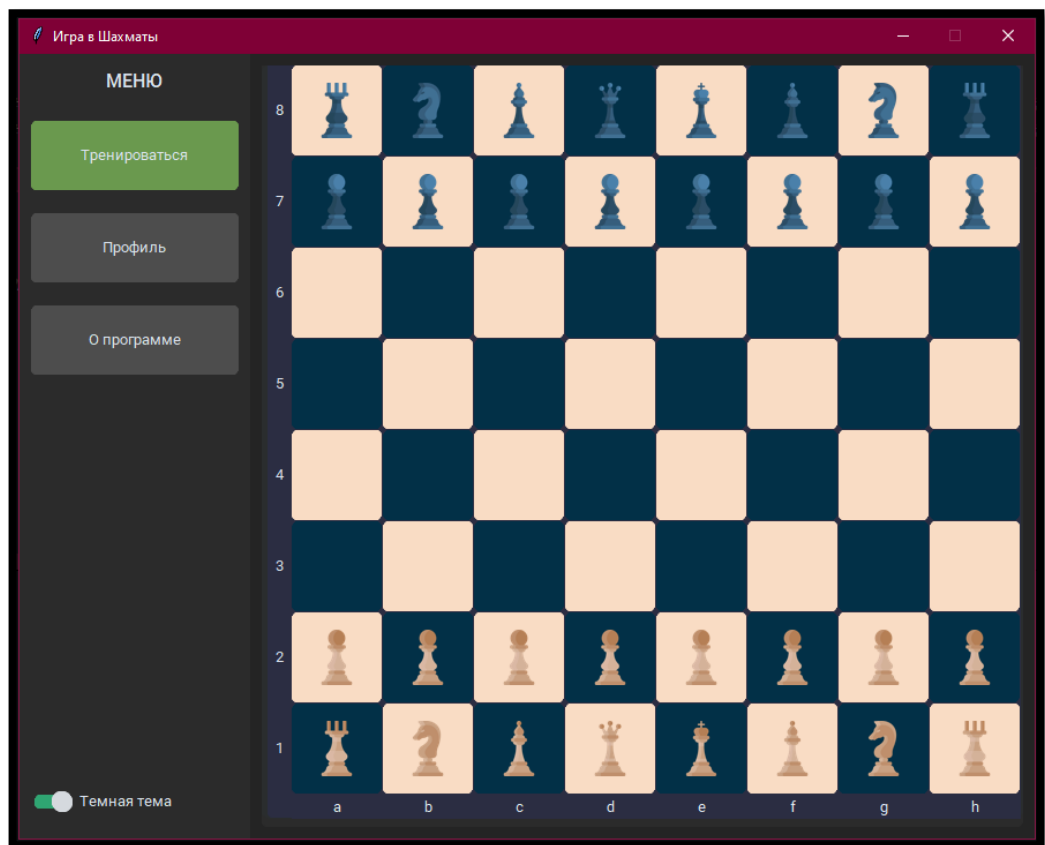 Игра в Шахматы
МЕНЮ
Тренироваться
Профиль
О программе
Темная тема
8
7
6
5
4
3
2
1
a b c d e f g h